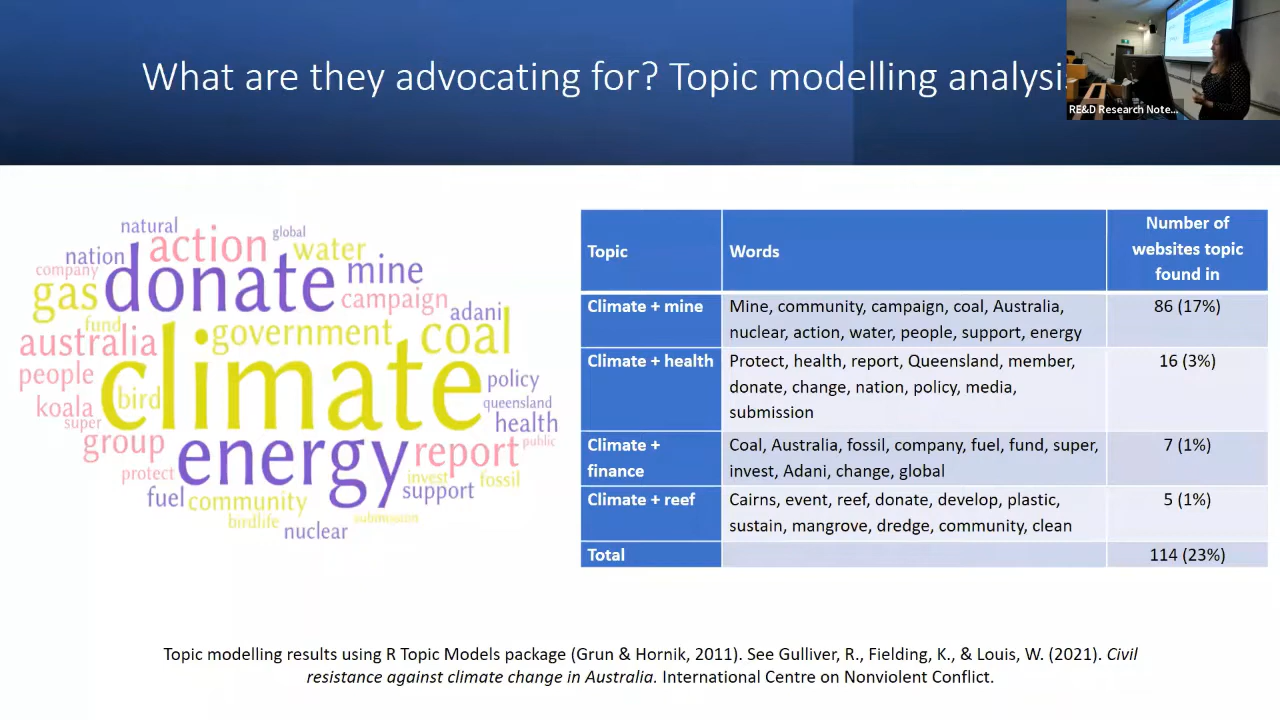 What are they advocating for? Topic modelling analysi
RE&D Research Note...
natural
global
action
water
nation
donate
mine
company
gas
campaign
adani
fund
government
coal
australia
climate
people
policy
bird
queensland
koala
super
health
group
energy
report
public
protect
invest
fossil
fuel
community
support
birdlife
submission
nuclear
Topic
Words
Number of
websites topic
found in
Climate + mine
Mine, community, campaign, coal, Australia,
nuclear, action, water, people, support, energy
86 (17%)
Climate + health
Protect, health, report, Queensland, member,
donate, change, nation, policy, media,
submission
16 (3%)
Climate +
finance
Coal, Australia, fossil, company, fuel, fund, super,
invest, Adani, change, global
7 (1%)
Climate + reef
Cairns, event, reef, donate, develop, plastic,
sustain, mangrove, dredge, community, clean
5 (1%)
Total
114 (23%)
Topic modelling results using R Topic Models package (Grun & Hornik, 2011). See Gulliver, R., Fielding, K., & Louis, W. (2021). Civil
resistance against climate change in Australia. International Centre on Nonviolent Conflict.